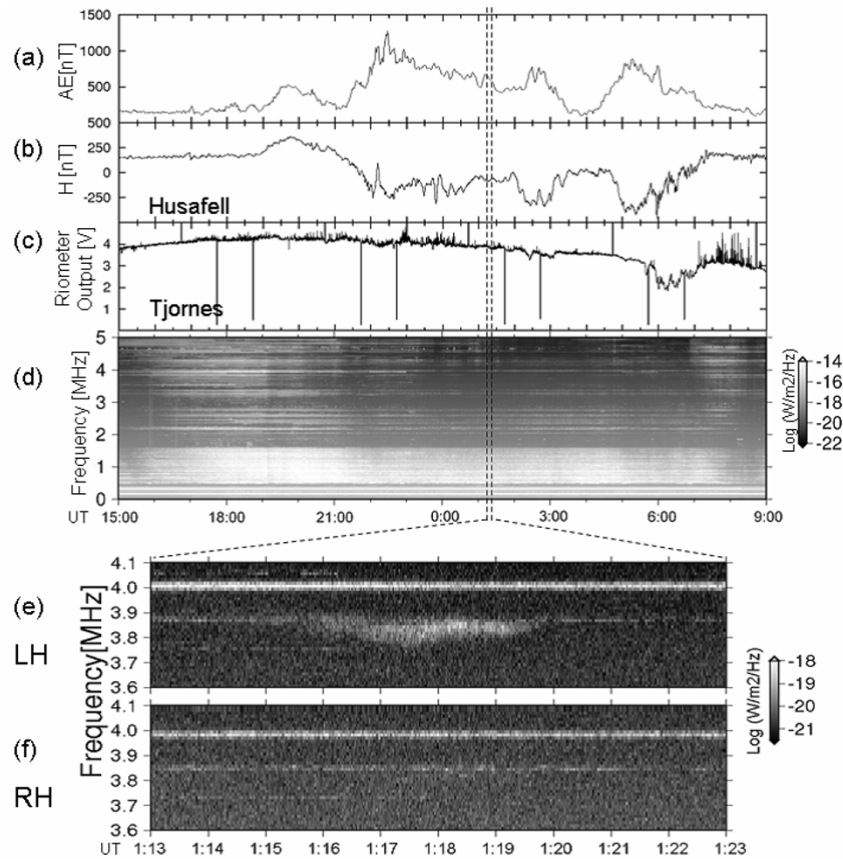 (a)
AE[nT]
1500
1000
500
500
(b)
H [nT]
250
0
-250
Husafell
(c)
Riometer
Output [V]
4
3
2
1
Tjornes
(d)
Frequency [MHz]
5
4
3
2
1
0
-14
-16
-18
-20
-22
Log (W/m2/Hz)
UT 15:00 18:00 21:00 0:00 3:00 6:00 9:00
(e)
LH
Frequency[MHz]
4.1
4.0
3.9
3.8
3.7
3.6
-18
-19
-20
-21
Log (W/m2/Hz)
(f)
RH
4.1
4.0
3.9
3.8
3.7
3.6
UT 1:13 1:14 1:15 1:16 1:17 1:18 1:19 1:20 1:21 1:22 1:23